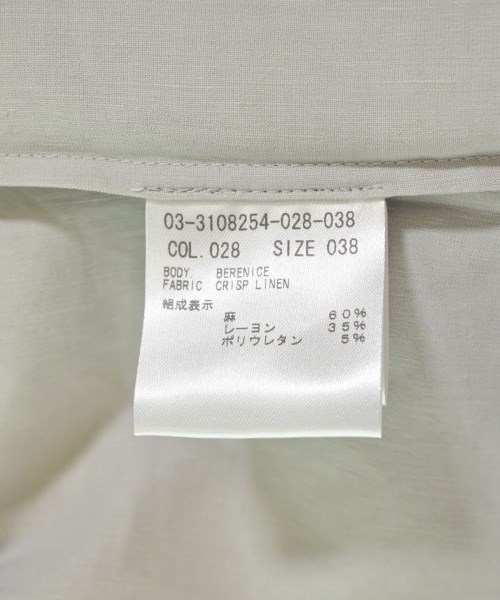 03-3108254-028-038
COL. 028 SIZE 038
BODY. BERENICE
FABRIC CRISP LINEN
組成表示
麻 60%
レーヨン 35%
ポリウレタン 5%